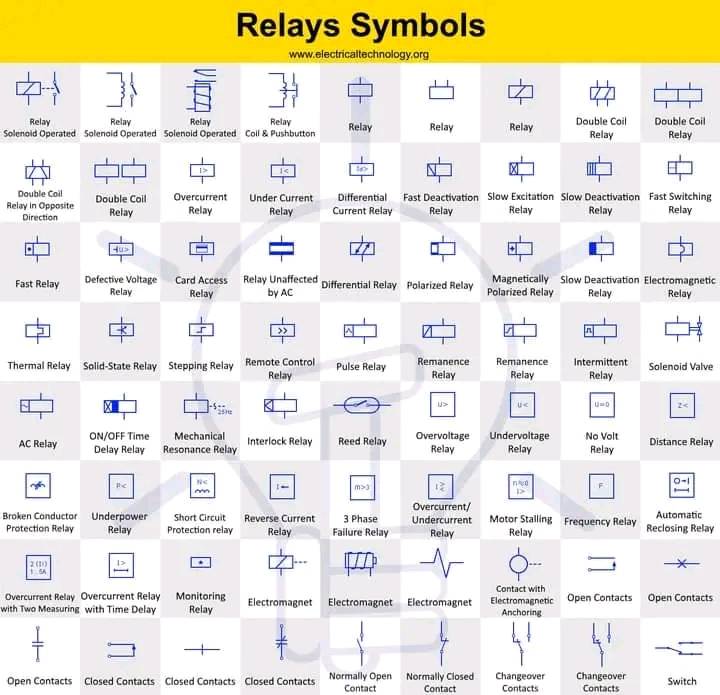 Relays Symbols
www.electricaltechnology.org
Relay
Solenoid Operated
Relay
Solenoid Operated
Relay
Solenoid Operated
Relay
Coil & Pushbutton
Relay
Relay
Relay
Double Coil
Relay
Double Coil
Relay
Double Coil
Relay in Opposite
Direction
Double Coil
Relay
I>
Overcurrent
Relay
I<
Under Current
Relay
Id>
Differential
Current Relay
Fast Deactivation
Relay
Slow Excitation
Relay
Slow Deactivation
Relay
Fast Switching
Relay
Fast Relay
U>
Defective Voltage
Relay
Card Access
Relay
Relay Unaffected
by AC
Differential Relay
Polarized Relay
+
Magnetically
Polarized Relay
Slow Deactivation
Relay
Electromagnetic
Relay
Thermal Relay
Solid-State Relay
Stepping Relay
>>
Remote Control
Relay
Pulse Relay
Remanence
Relay
Remanence
Relay
Intermittent
Relay
Solenoid Valve
AC Relay
ON/OFF Time
Delay Relay
25Hz
Mechanical
Resonance Relay
Interlock Relay
Reed Relay
U>
Overvoltage
Relay
U<
Undervoltage
Relay
U=0
No Volt
Relay
Z<
Distance Relay
Broken Conductor
Protection Relay
P<
Underpower
Relay
N<
Short Circuit
Protection relay
I
Reverse Current
Relay
m>3
3 Phase
Failure Relay
I
Overcurrent/
Undercurrent
Relay
n≈0
I>
Motor Stalling
Relay
F
Frequency Relay
O→I
Automatic
Reclosing Relay
2 (I>)
Overcurrent Relay
with Two Measuring
I>
Overcurrent Relay
with Time Delay
Monitoring
Relay
Electromagnet
Electromagnet
Electromagnet
Contact with
Electromagnetic
Anchoring
Open Contacts
Open Contacts
Open Contacts
Closed Contacts
Closed Contacts
Closed Contacts
Normally Open
Contact
Normally Closed
Contact
Changeover
Contacts
Changeover
Contacts
Switch